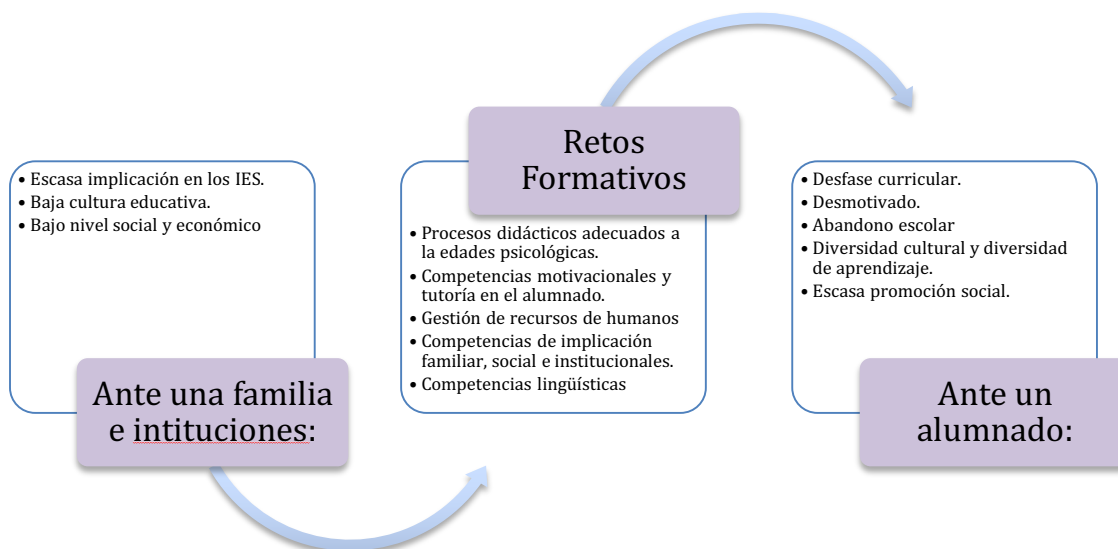 • Escasa implicación en los IES.
• Baja cultura educativa.
• Bajo nivel social y económico
Ante una familia
e intituciones:
Retos
Formativos
• Procesos didácticos adecuados a
la edades psicológicas.
• Competencias motivacionales y
tutoría en el alumnado.
• Gestión de recursos de humanos
• Competencias de implicación
familiar, social e institucionales.
• Competencias lingüísticas
• Desfase curricular.
• Desmotivado.
• Abandono escolar
• Diversidad cultural y diversidad
de aprendizaje.
• Escasa promoción social.
Ante un
alumnado: